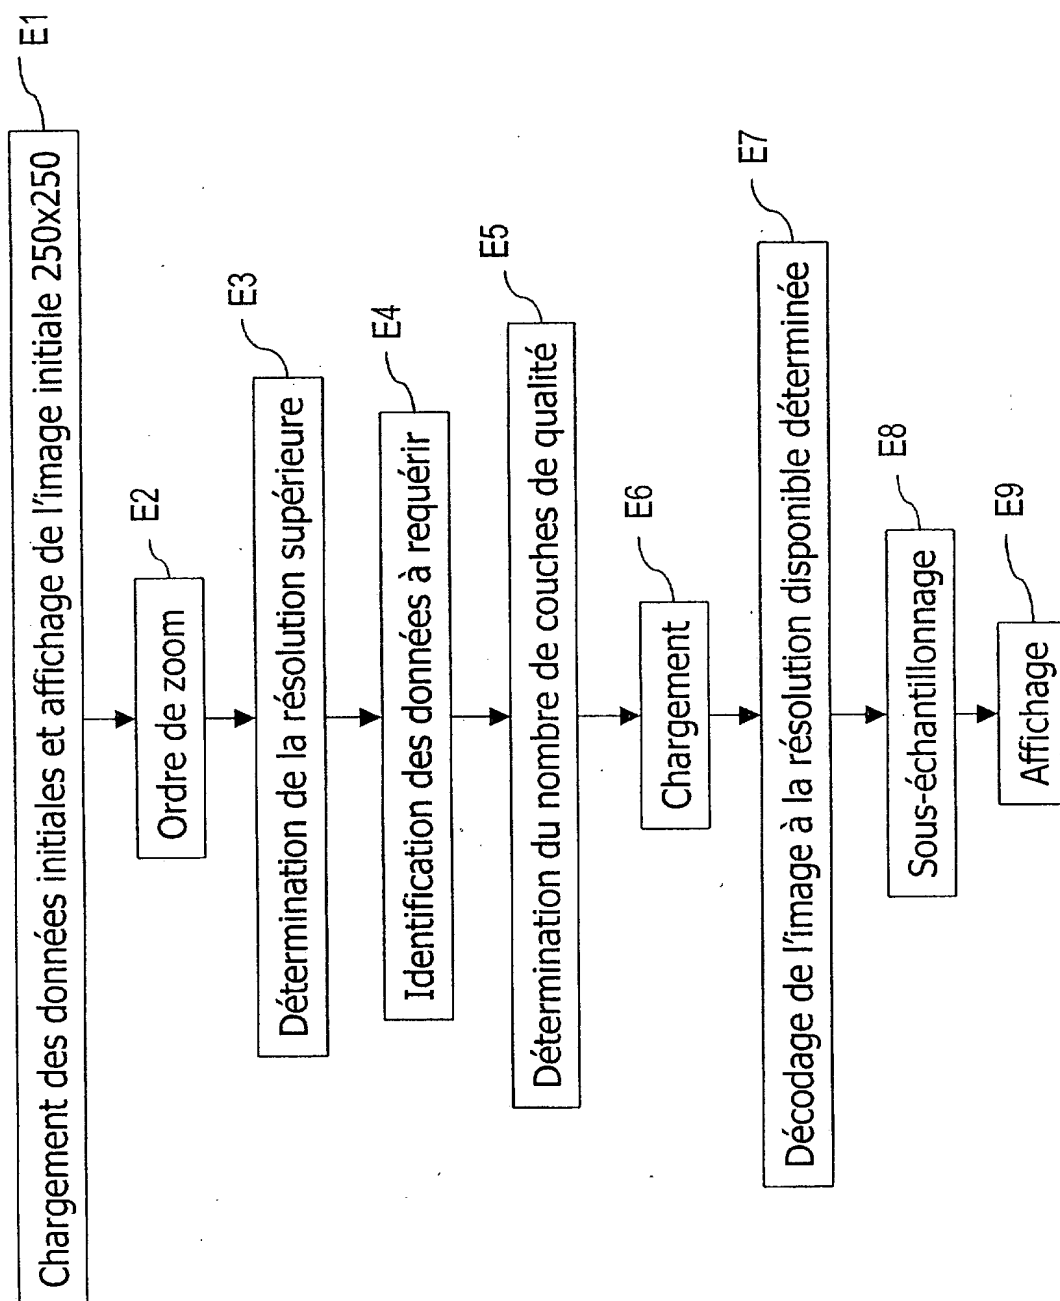 Chargement des données initiales et affichage de l'image initiale 250x250
E1
Ordre de zoom
E2
Détermination de la résolution supérieure
E3
Identification des données à requérir
E4
Détermination du nombre de couches de qualité
E5
Chargement
E6
Décodage de l'image à la résolution disponible déterminée
E7
Sous-échantillonnage
E8
Affichage
E9